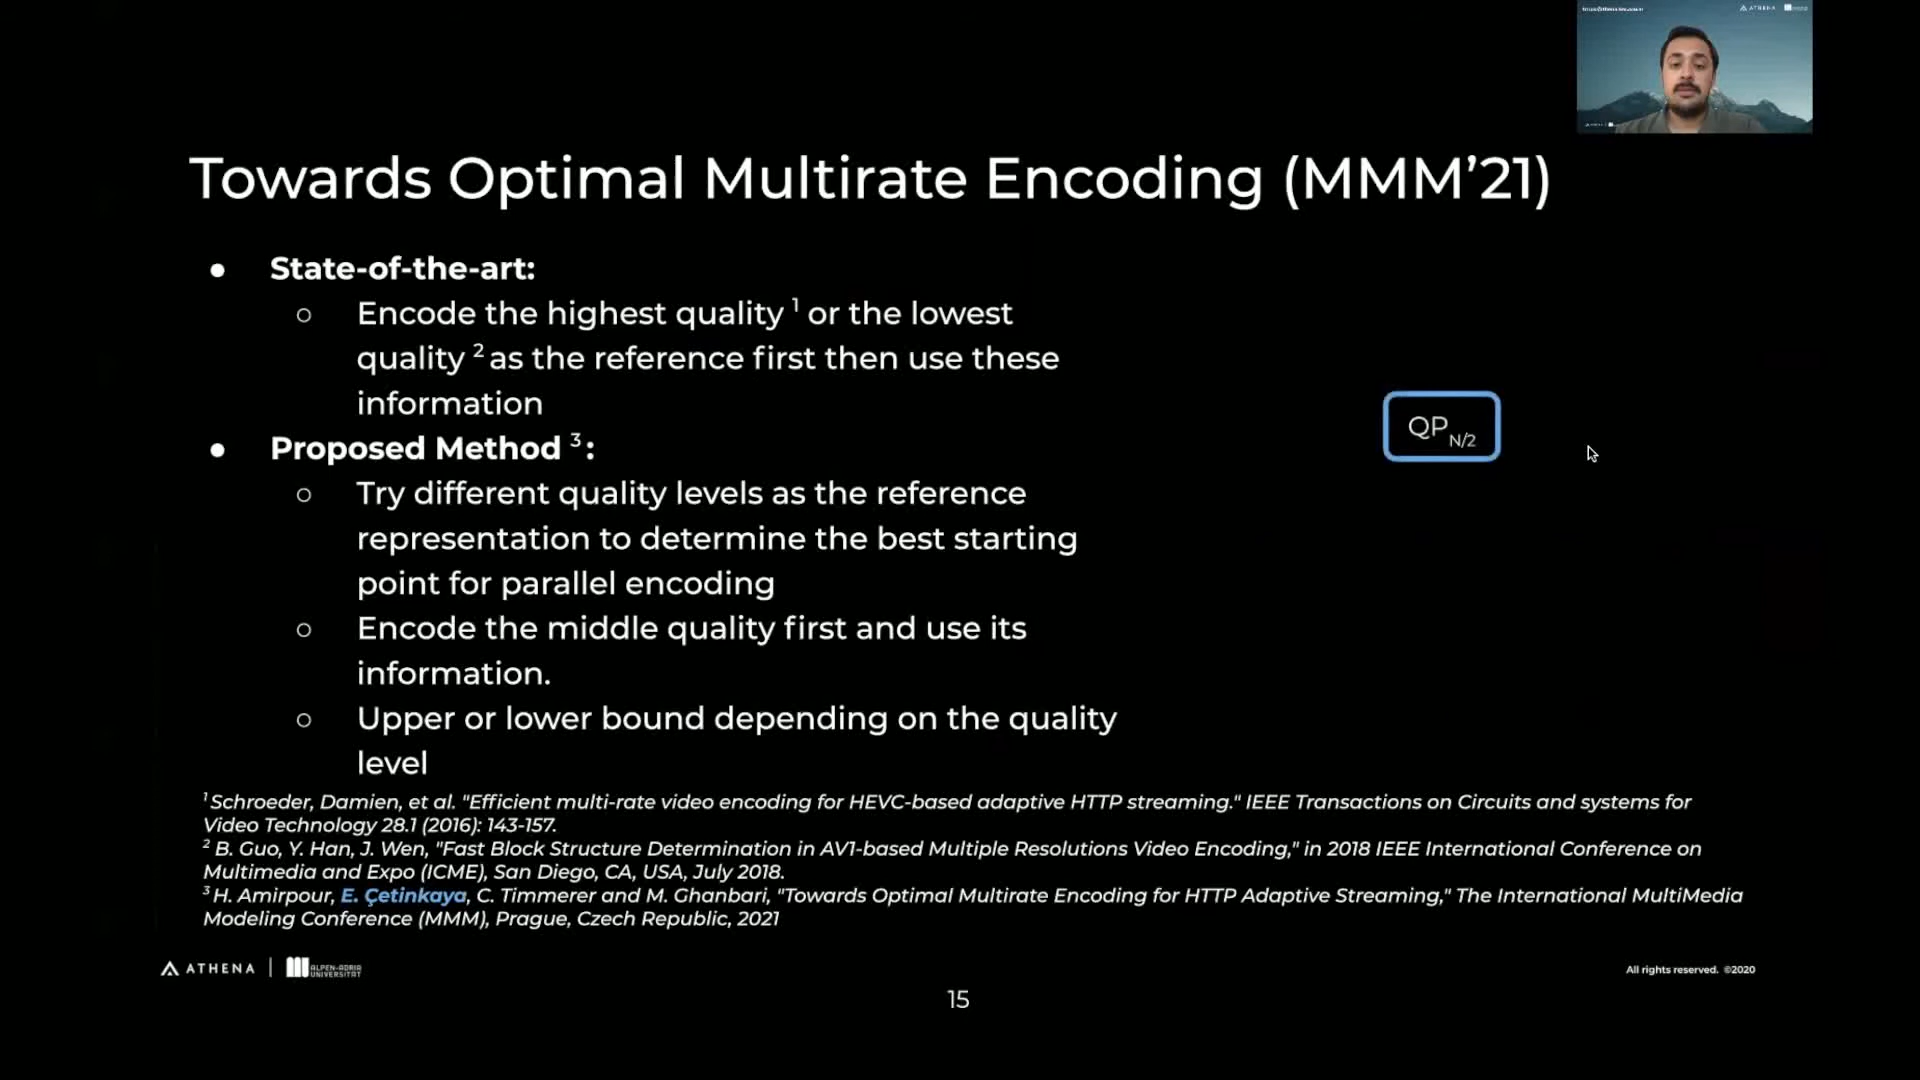 ATHENA
Towards Optimal Multirate Encoding (MMM’21)
● State-of-the-art:
○ Encode the highest quality 1 or the lowest
quality 2 as the reference first then use these
information
● Proposed Method 3 :
○ Try different quality levels as the reference
representation to determine the best starting
point for parallel encoding
○ Encode the middle quality first and use its
information.
○ Upper or lower bound depending on the quality
level
QP N/2
1 Schroeder, Damien, et al. "Efficient multi-rate video encoding for HEVC-based adaptive HTTP streaming." IEEE Transactions on Circuits and systems for
Video Technology 28.1 (2016): 143-157.
2 B. Guo, Y. Han, J. Wen, "Fast Block Structure Determination in AV1-based Multiple Resolutions Video Encoding," in 2018 IEEE International Conference on
Multimedia and Expo (ICME), San Diego, CA, USA, July 2018.
3 H. Amirpour, E. Çetinkaya, C. Timmerer and M. Ghanbari, "Towards Optimal Multirate Encoding for HTTP Adaptive Streaming," The International MultiMedia
Modeling Conference (MMM), Prague, Czech Republic, 2021
ATHENA | ALPEN-ADRIA
UNIVERSITÄT
All rights reserved. ©2020
15